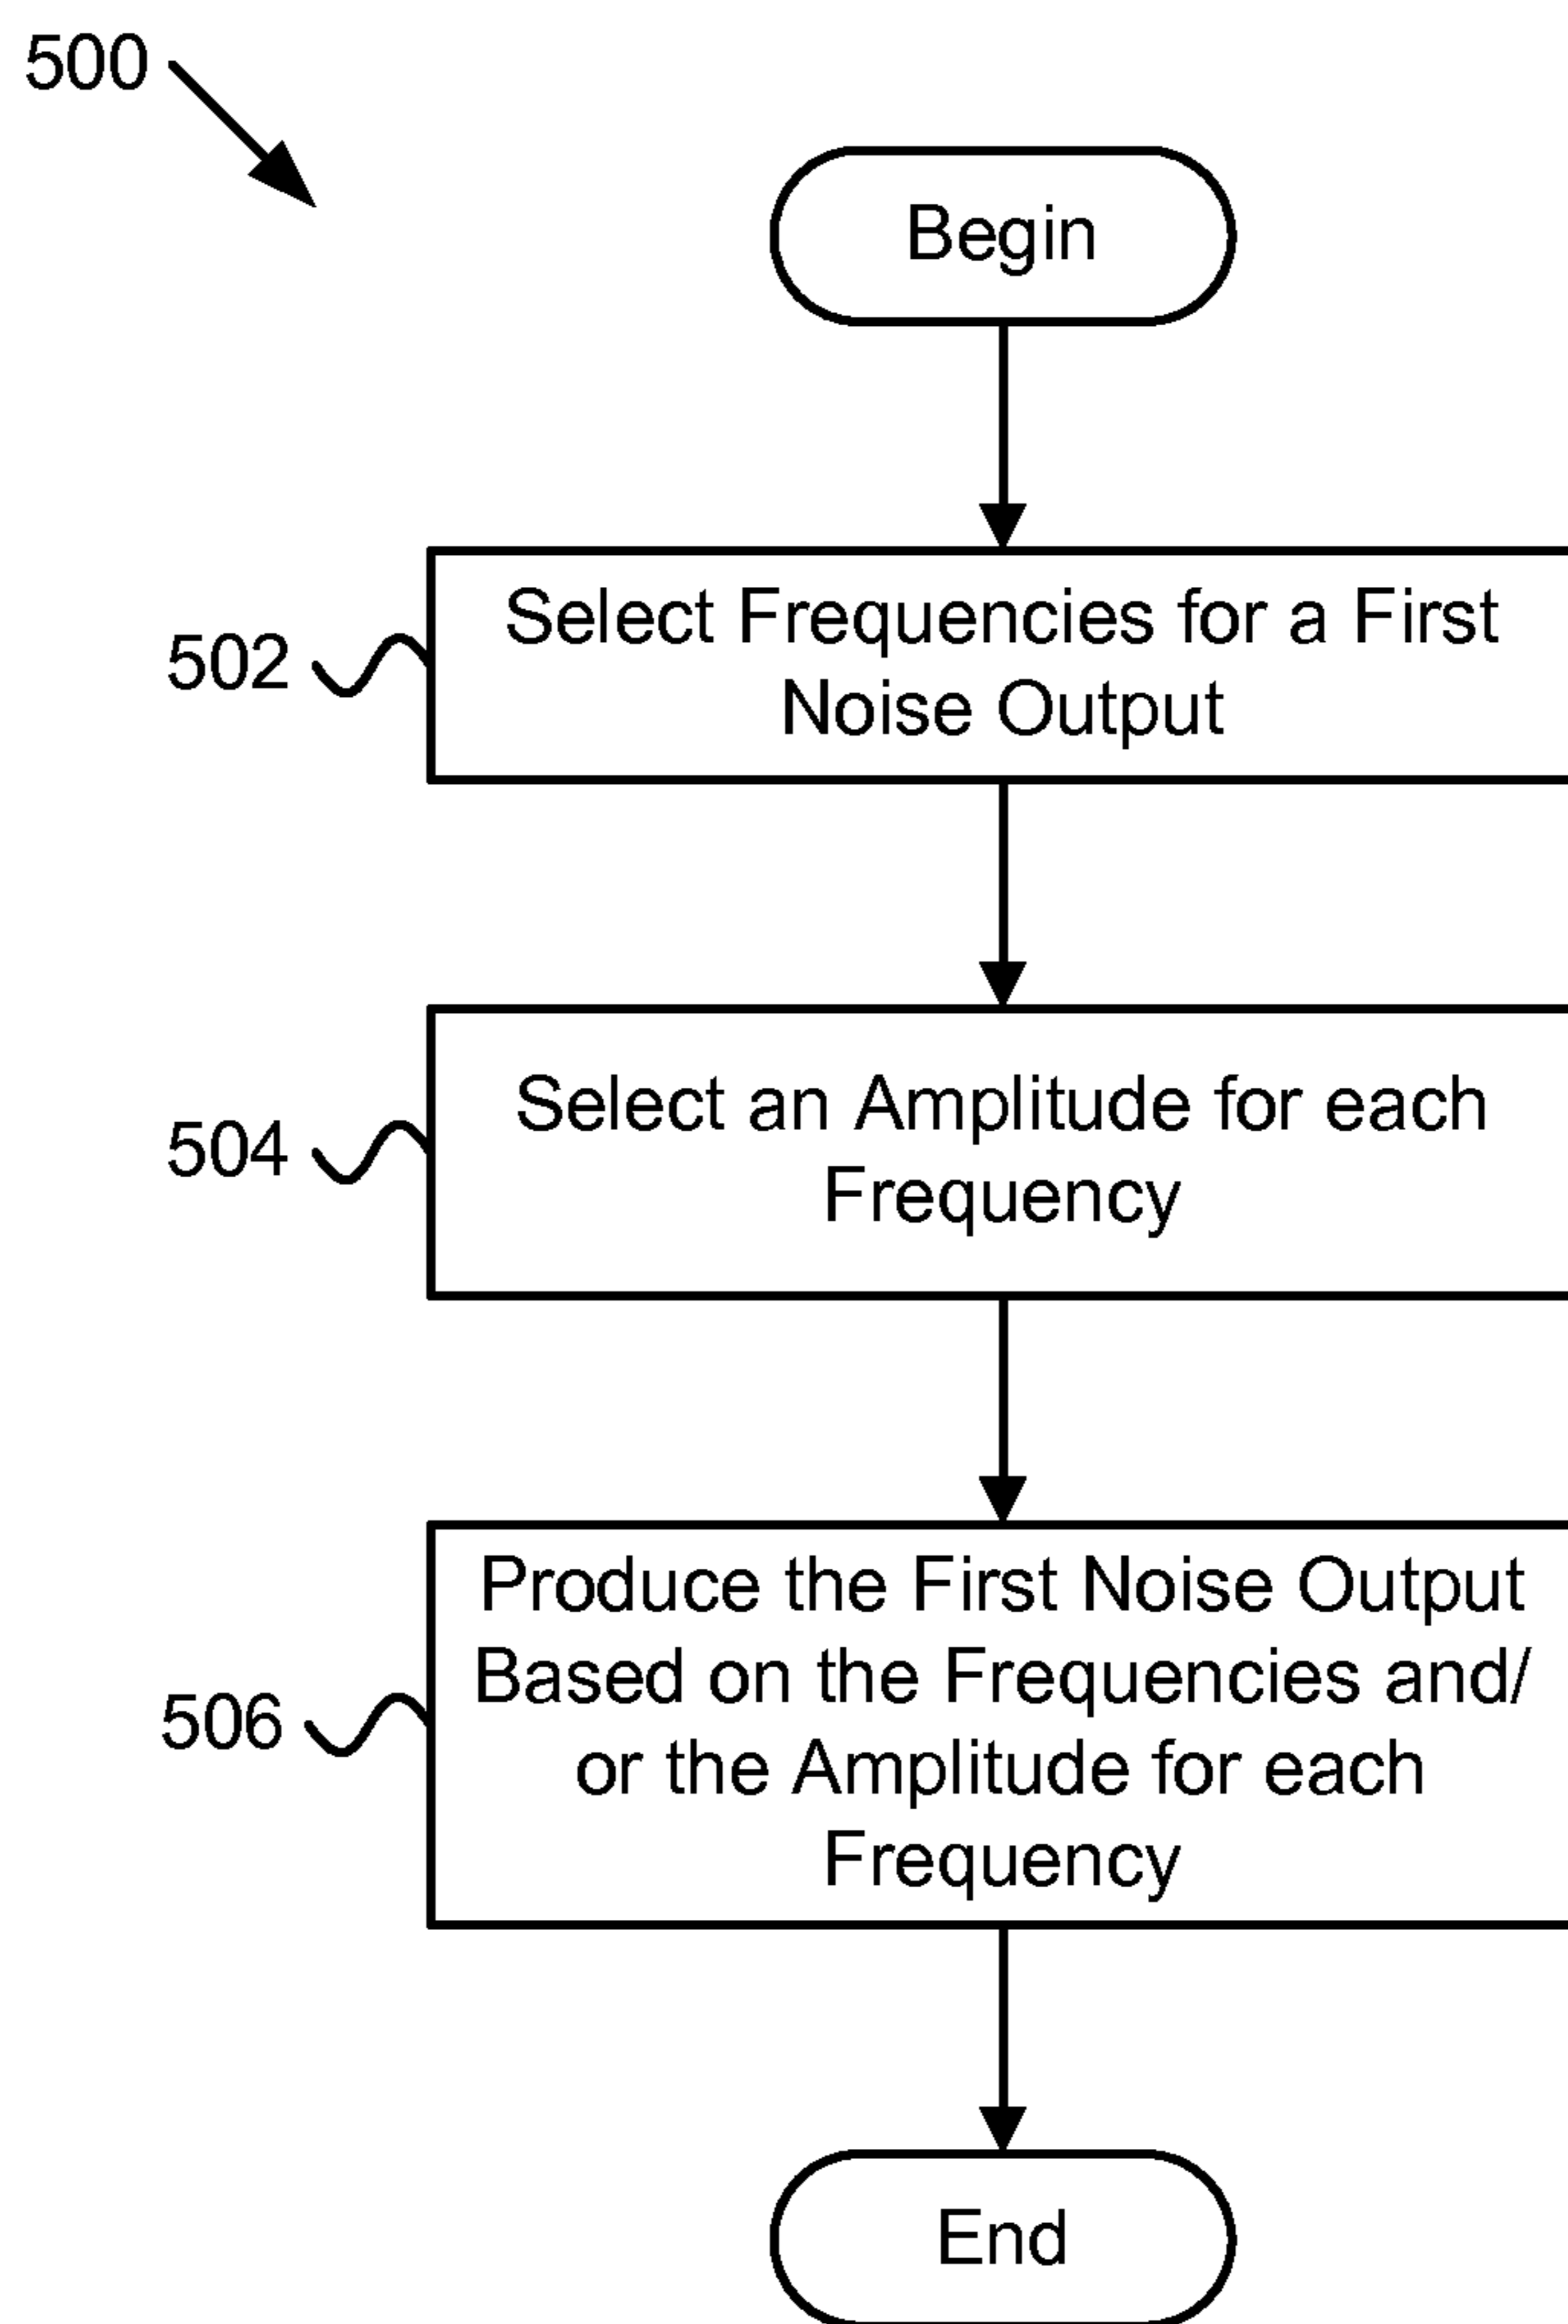 500
Begin
502
Select Frequencies for a First
Noise Output
504
Select an Amplitude for each
Frequency
506
Produce the First Noise Output
Based on the Frequencies and/
or the Amplitude for each
Frequency
End